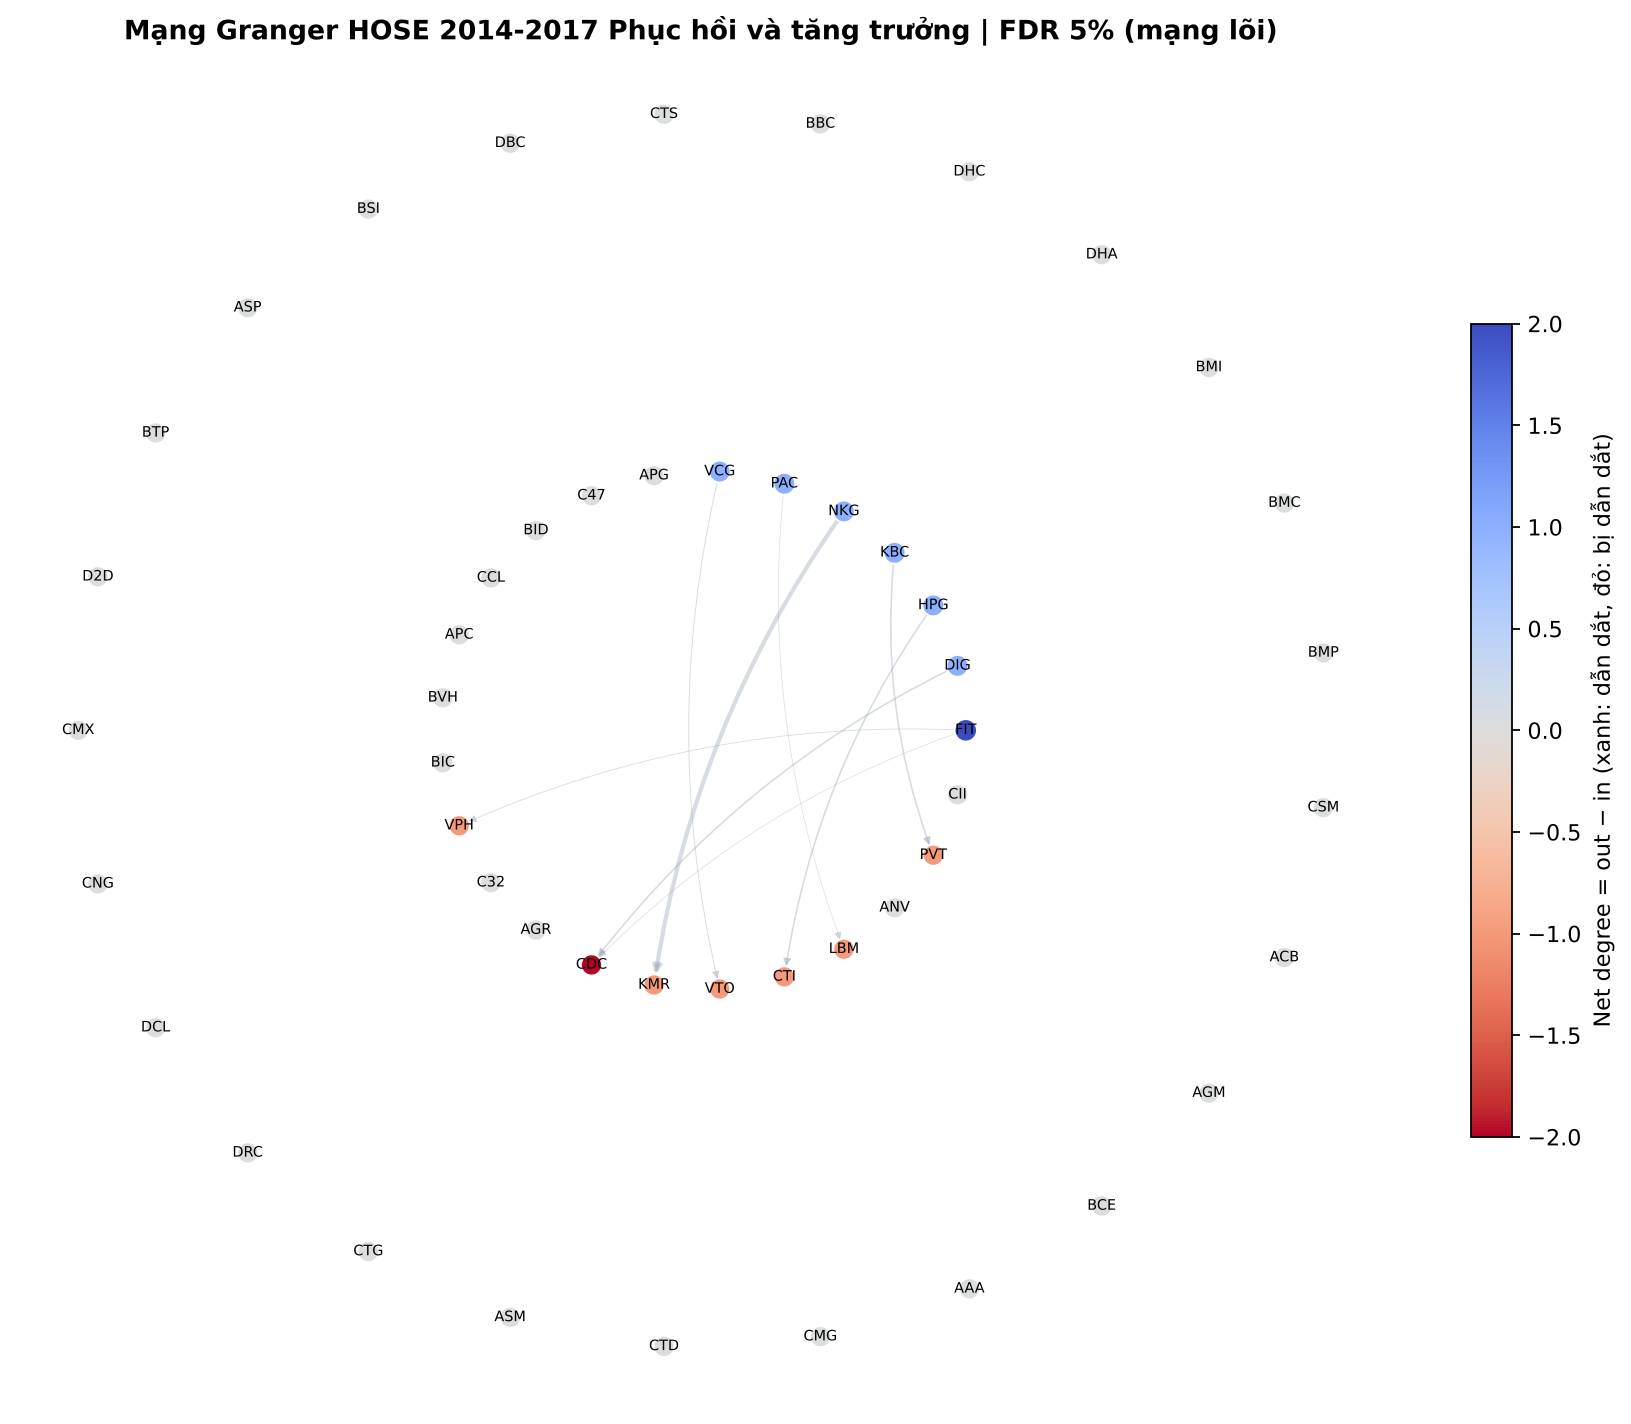 Mạng Granger HOSE 2014-2017 Phục hồi và tăng trưởng | FDR 5% (mạng lõi)
CTS
BBC
DBC
DHC
BSI
DHA
ASP
BMI
BTP
VCG
APG
PAC
C47
BMC
NKG
BID
KBC
D2D
CCL
HPG
APC
BMP
DIG
BVH
CMX
FIT
BIC
CII
CSM
VPH
PVT
C32
CNG
ANV
AGR
LBM
ACB
CDC
CTI
KMR
VTO
DCL
AGM
DRC
BCE
CTG
AAA
ASM
CMG
CTD
2.0
1.5
1.0
0.5
0.0
−0.5
−1.0
−1.5
−2.0
Net degree = out − in (xanh: dẫn dắt, đỏ: bị dẫn dắt)